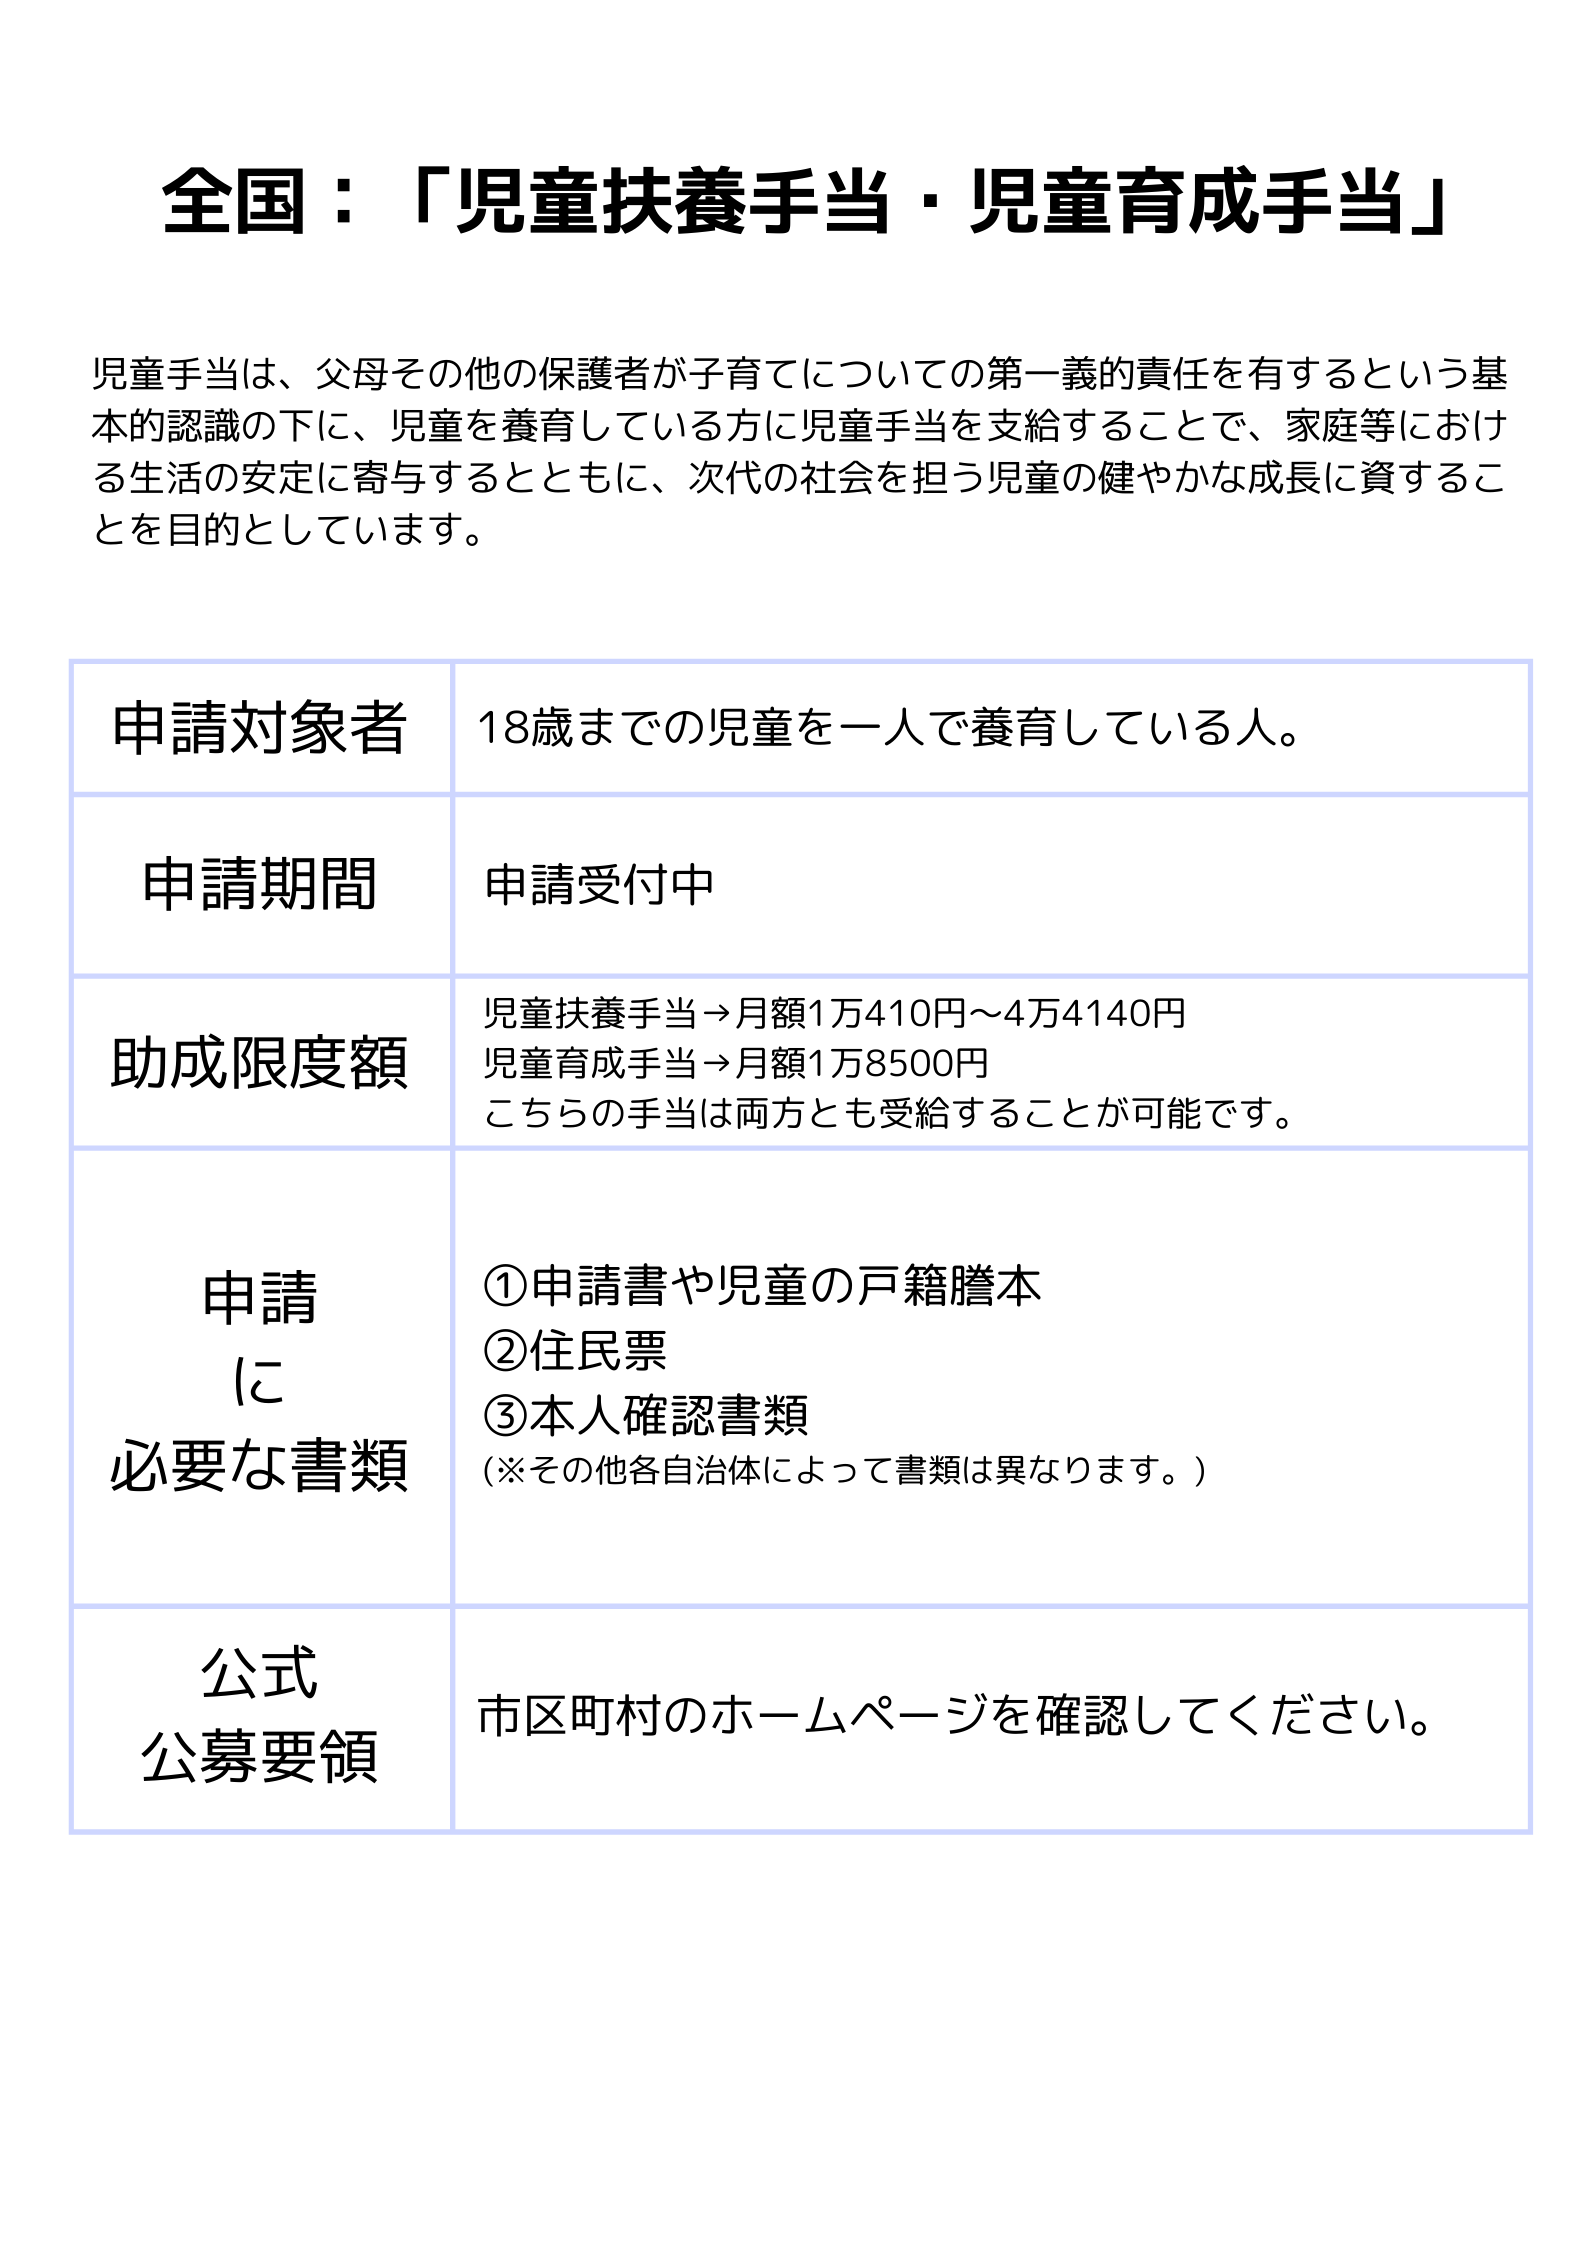 全国：「児童扶養手当・児童育成手当」
児童手当は、父母その他の保護者が子育てについての第一義的責任を有するという基
本的認識の下に、児童を養育している方に児童手当を支給することで、家庭等におけ
る生活の安定に寄与するとともに、次代の社会を担う児童の健やかな成長に資するこ
とを目的としています。
申請対象者
18歳までの児童を一人で養育している人。
申請期間
申請受付中
助成限度額
児童扶養手当→月額1万410円〜4万4140円
児童育成手当→月額1万8500円
こちらの手当は両方とも受給することが可能です。
申請
に
必要な書類
①申請書や児童の戸籍謄本
②住民票
③本人確認書類
(※その他各自治体によって書類は異なります。)
公式
公募要領
市区町村のホームページを確認してください。